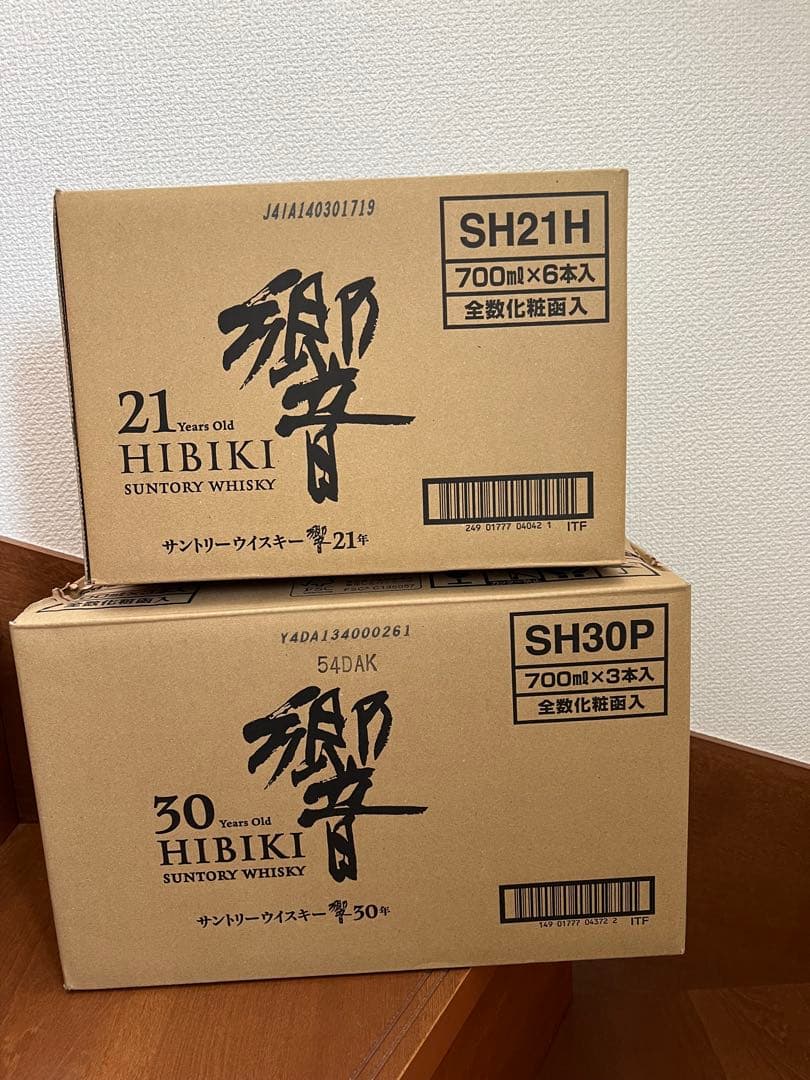 J41A140301719
SH21H
700ml×6本入
全数化粧函入
響
21 Years Old
HIBIKI
SUNTORY WHISKY
249 01777 04042 1 ITF
サントリーウイスキー響21年
FSC
Y4DA134000261
54DAK
SH30P
700ml×3本入
全数化粧函入
響
30 Years Old
HIBIKI
SUNTORY WHISKY
149 01777 04372 2 ITF
サントリーウイスキー響30年